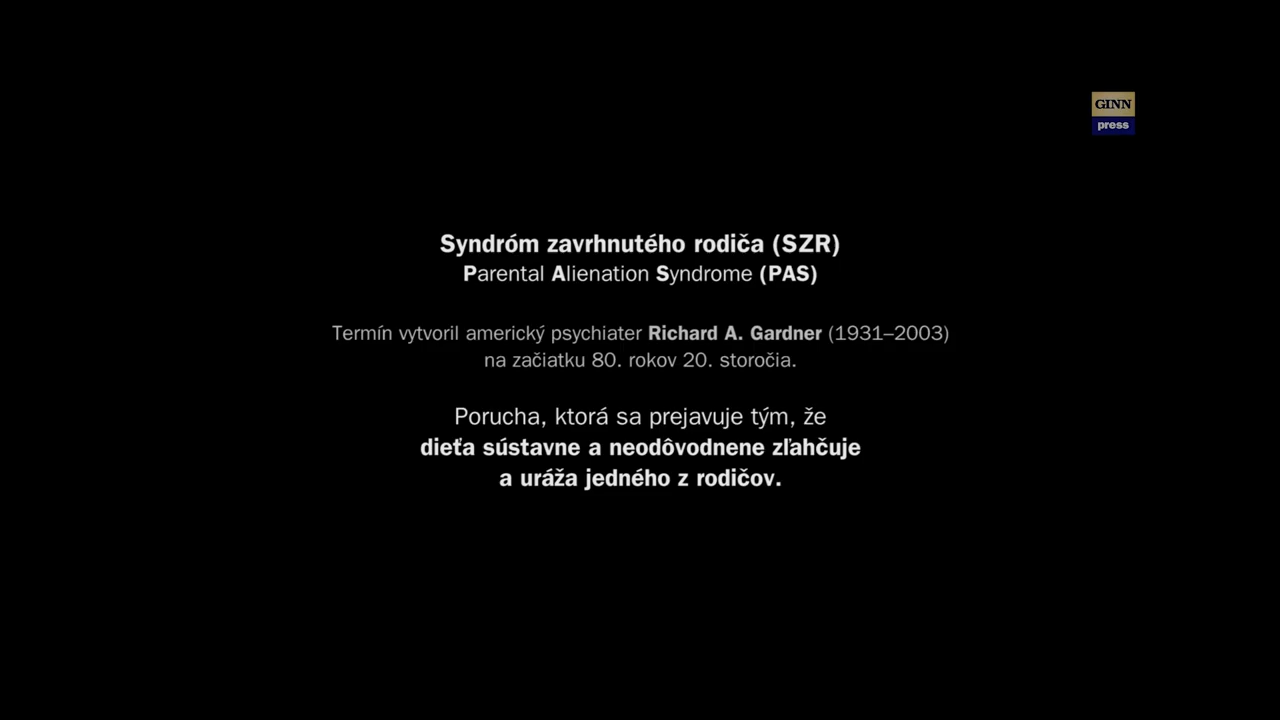 GINN
press
Syndróm zavrhnutého rodiča (SZR)
Parental Alienation Syndrome (PAS)
Termín vytvoril americký psychiater Richard A. Gardner (1931–2003)
na začiatku 80. rokov 20. storočia.
Porucha, ktorá sa prejavuje tým, že
dieťa sústavne a neodôvodnene zľahčuje
a uráža jedného z rodičov.